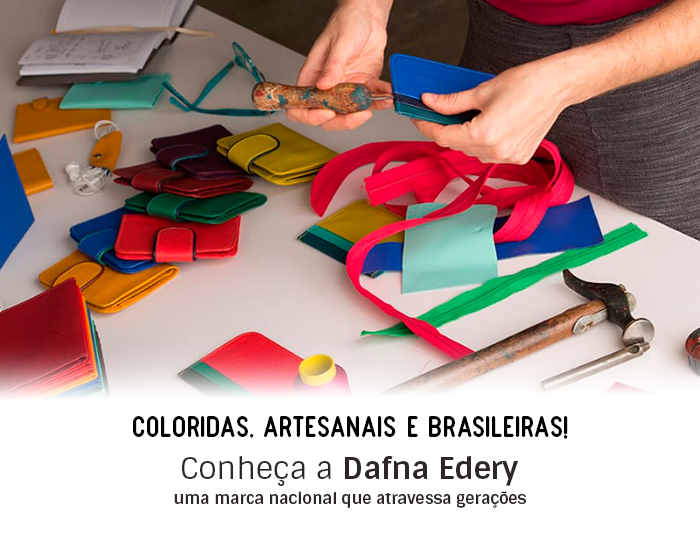 COLORIDAS, ARTESANAIS E BRASILEIRAS!
Conheça a Dafna Edery
uma marca nacional que atravessa gerações